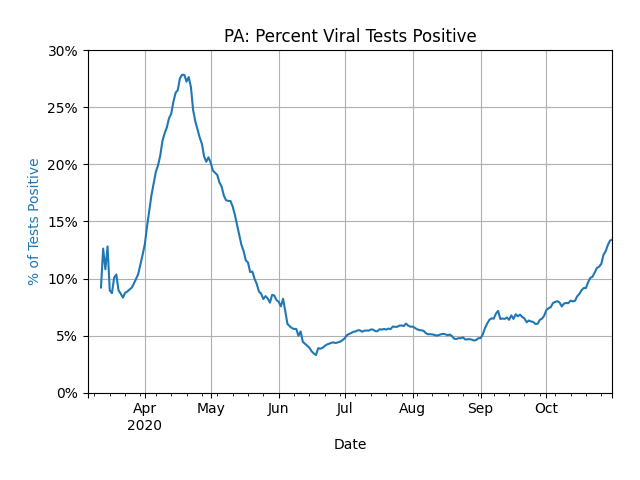 PA: Percent Viral Tests Positive
30%
25%
20%
15%
10%
5%
0%
% of Tests Positive
Apr May Jun Jul Aug Sep Oct
2020
Date